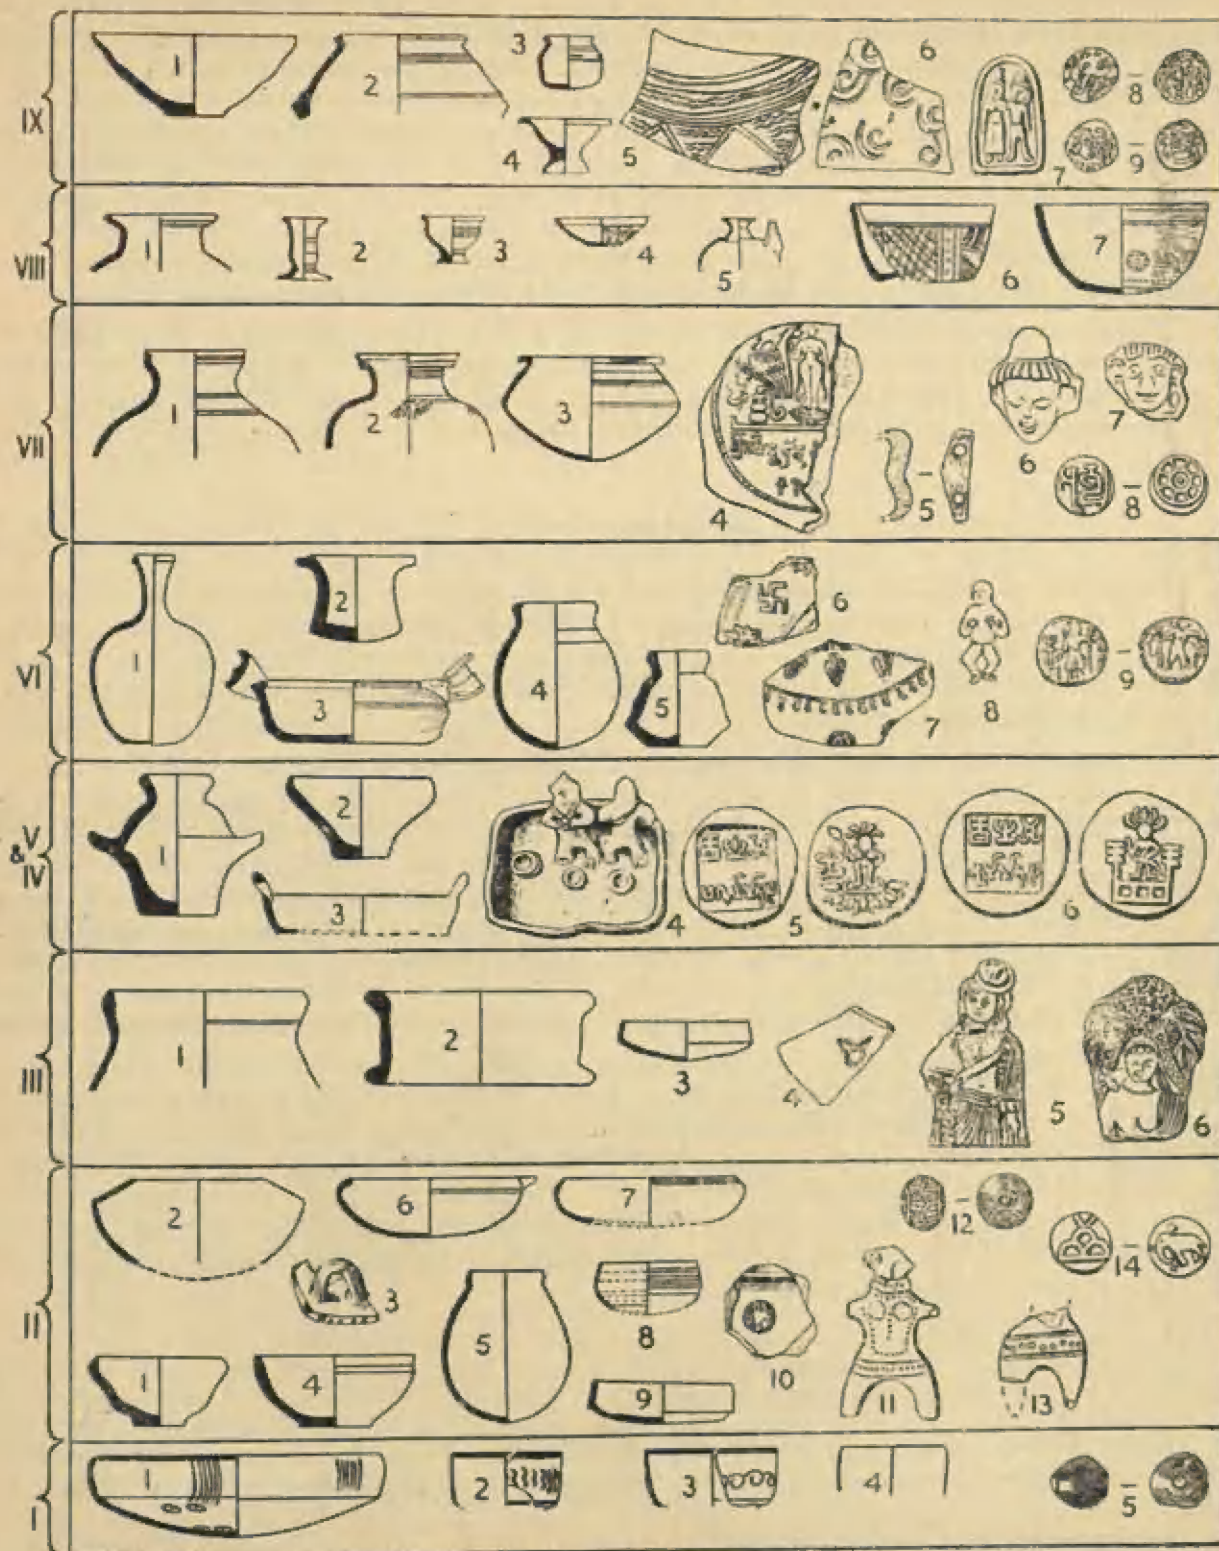 IX
1 2 3 4 5 6 7 8 9
VIII
1 2 3 4 5 6 7
VII
1 2 3 4 5 6 7 8
VI
1 2 3 4 5 6 7 8 9
V
&
IV
1 2 3 4 5 6
III
1 2 3 4 5 6
II
2 6 7 12 14
3 5 8 10
1 4 9 11 13
I
1 2 3 4 5